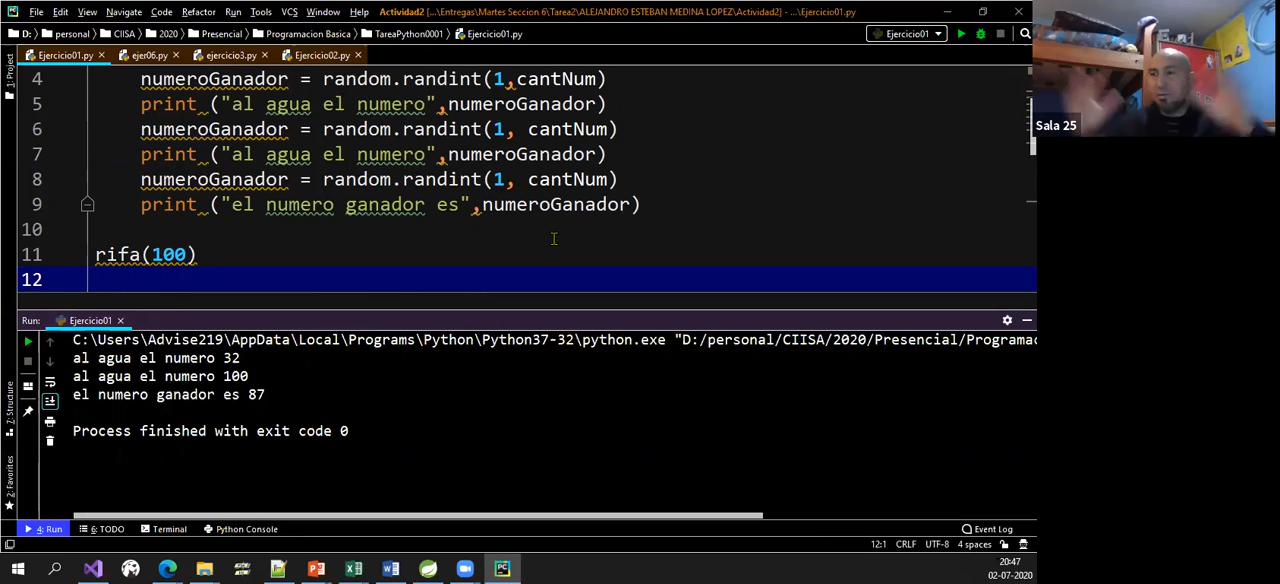 File Edit View Navigate Code Refactor Run Tools VCS Window Help Actividad2 [...\Entregas\Martes Seccion 6\Tarea2\ALEJANDRO ESTEBAN MEDINA LOPEZ\Actividad2] - ...\Ejercicio01.py
D: personal CIISA 2020 Presencial Programacion Basica TareaPython0001 Ejercicio01.py Ejercicio01
Ejercicio01.py ejer06.py ejercicio3.py Ejercicio02.py
1: Project
4 numeroGanador = random.randint(1,cantNum)
5 print ("al agua el numero",numeroGanador)
6 numeroGanador = random.randint(1, cantNum)
7 print ("al agua el numero",numeroGanador)
8 numeroGanador = random.randint(1, cantNum)
9 print ("el numero ganador es",numeroGanador)
10
11 rifa(100)
12
Sala 25
Run: Ejercicio01
C:\Users\Advise219\AppData\Local\Programs\Python\Python37-32\python.exe "D:/personal/CIISA/2020/Presencial/Programac
al agua el numero 32
al agua el numero 100
el numero ganador es 87
Process finished with exit code 0
7: Structure
2: Favorites
4: Run 6: TODO Terminal Python Console Event Log
12:1 CRLF UTF-8 4 spaces
20:47
02-07-2020